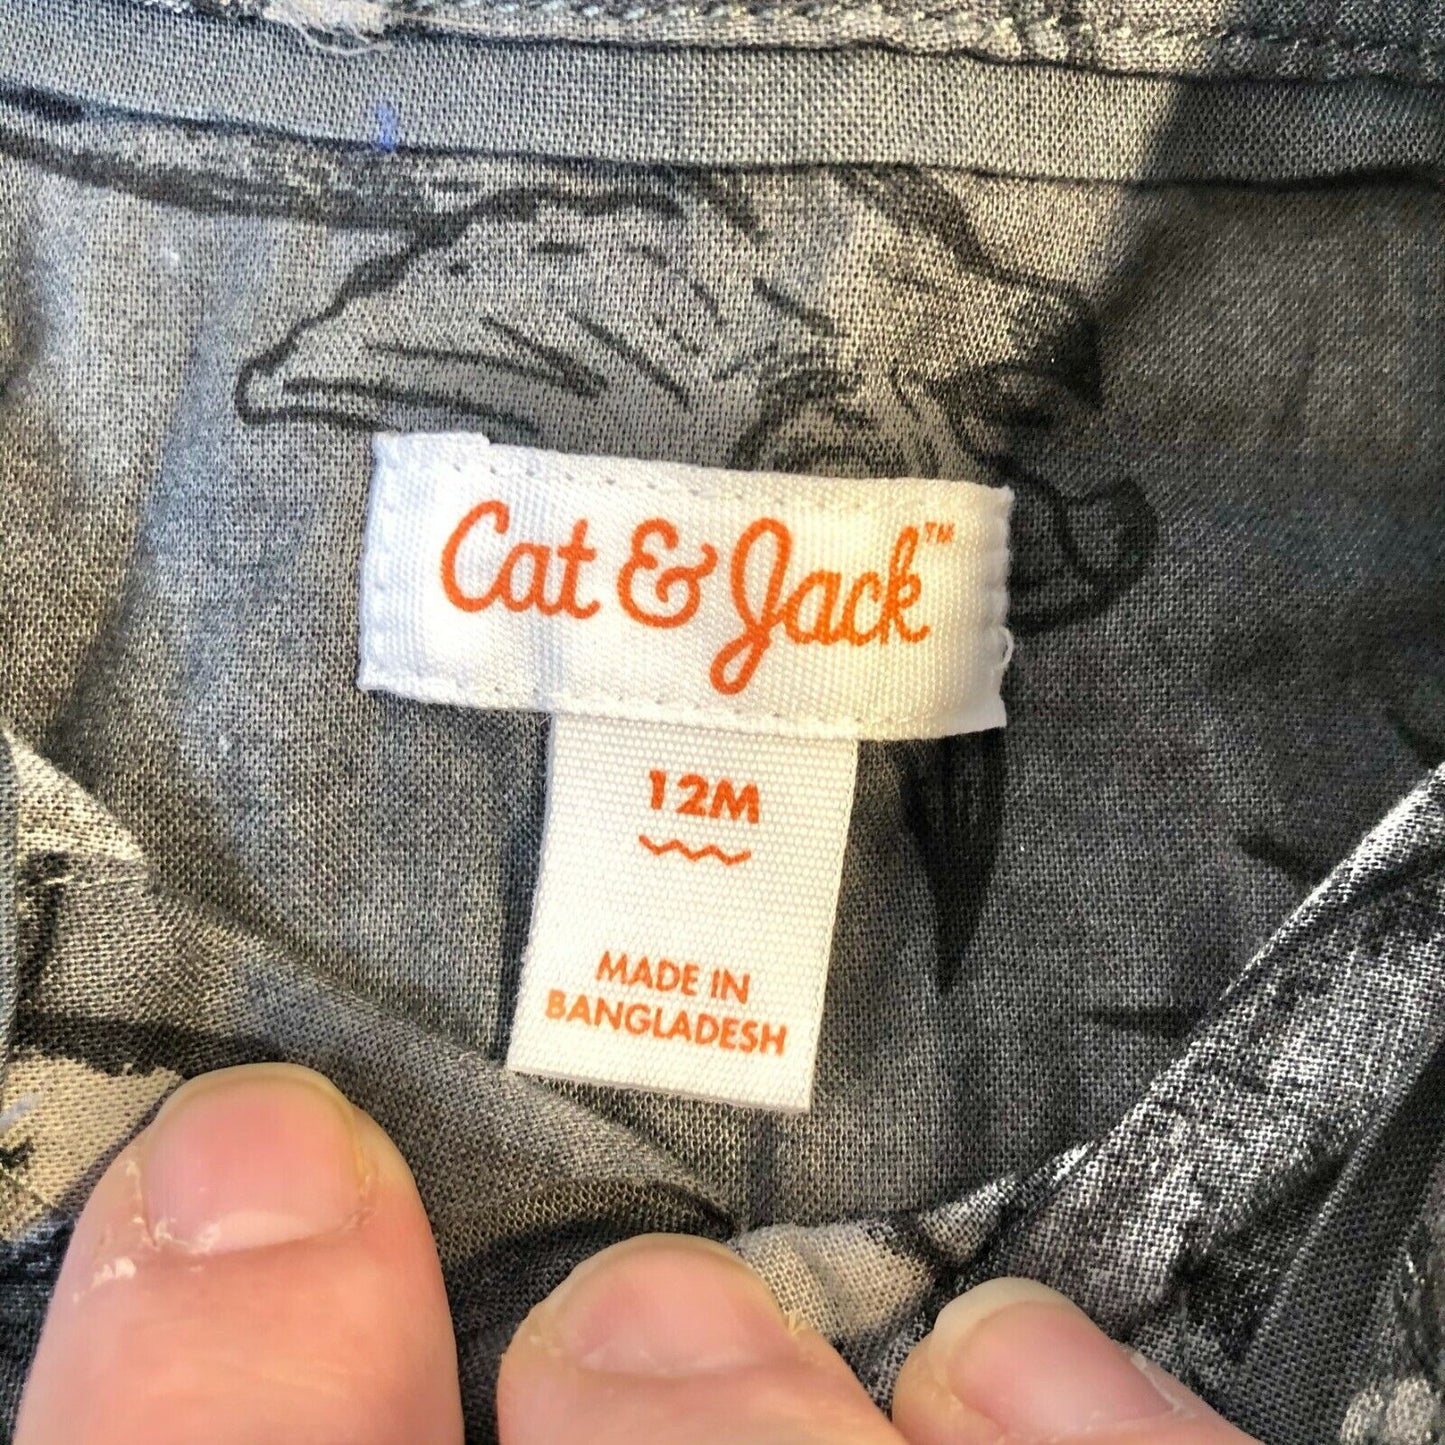 Cat & Jack™
12M
MADE IN
BANGLADESH